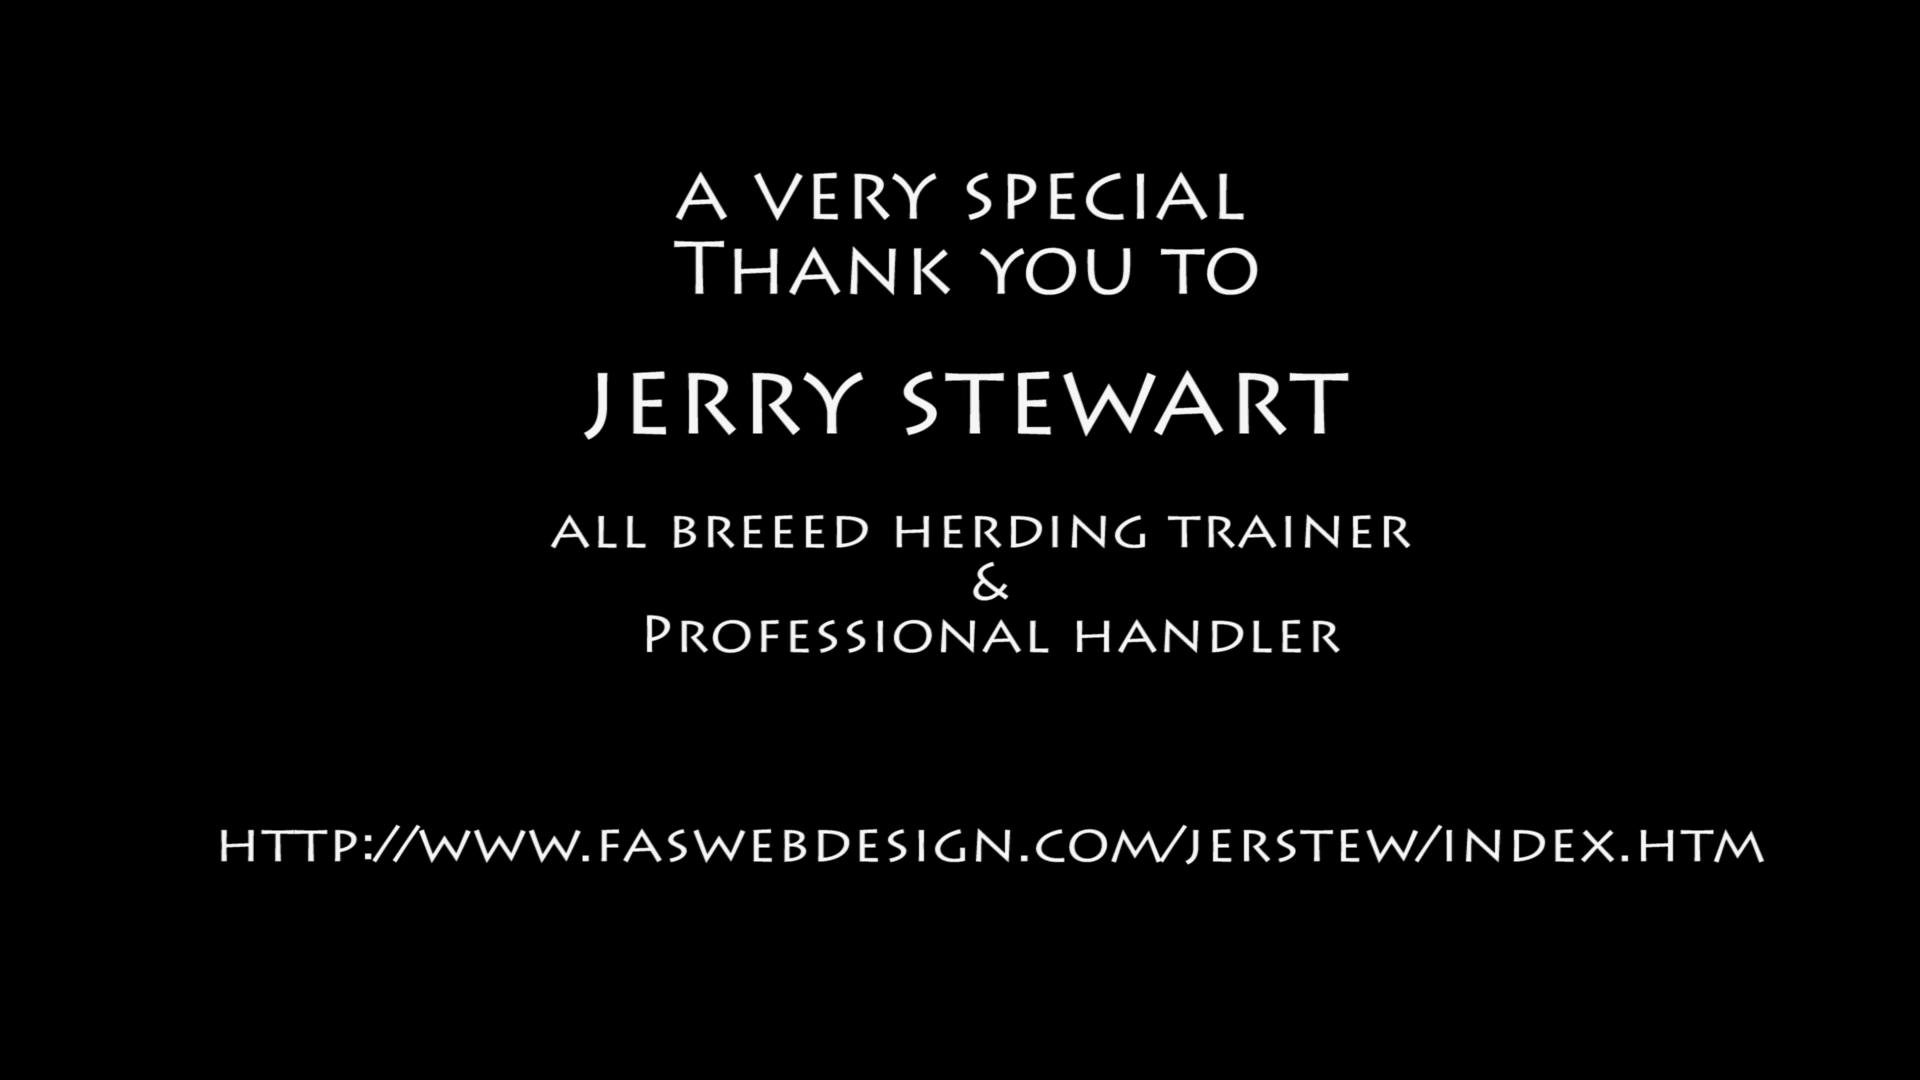 A VERY SPECIAL
THANK YOU TO
JERRY STEWART
ALL BREEED HERDING TRAINER
&
PROFESSIONAL HANDLER
HTTP://WWW.FASWEBDESIGN.COM/JERSTEW/INDEX.HTM